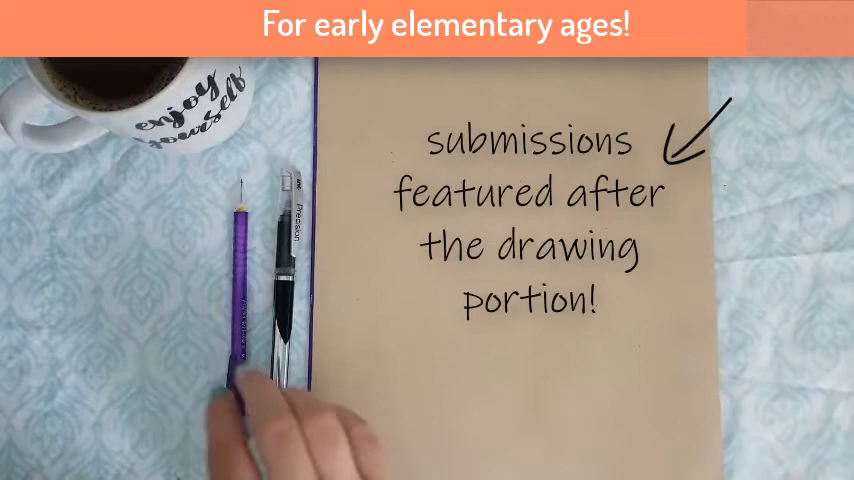 For early elementary ages!
enjoy
yourself
submissions
featured after
the drawing
portion!
Precision